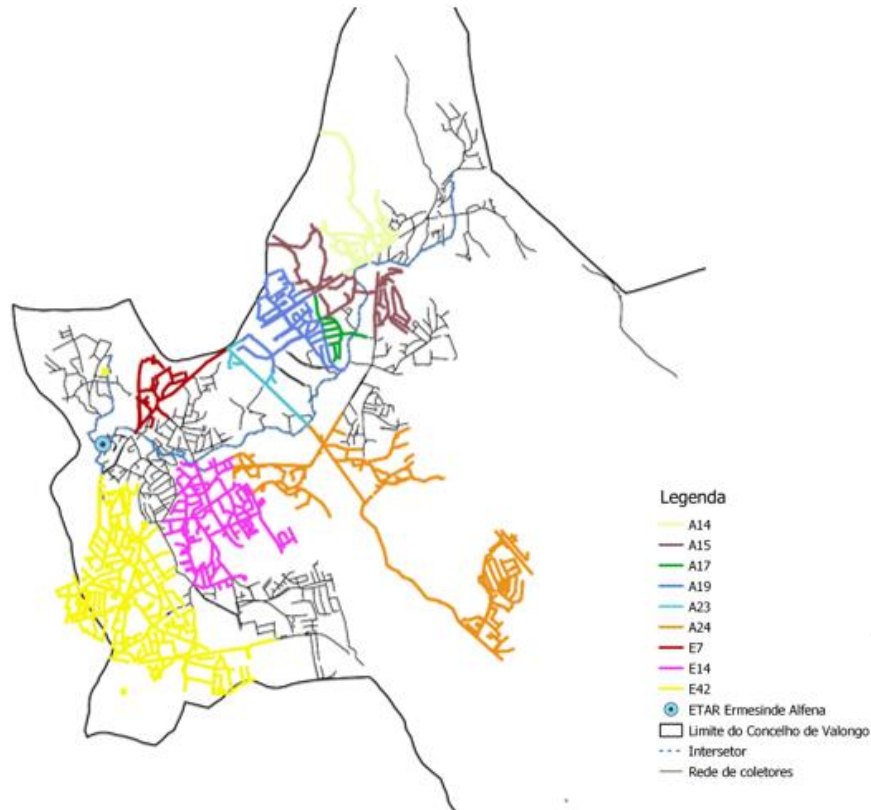 Legenda
A14
A15
A17
A19
A23
A24
E7
E14
E42
ETAR Ermesinde Alfena
Limite do Concelho de Valongo
Intersetor
Rede de coletores